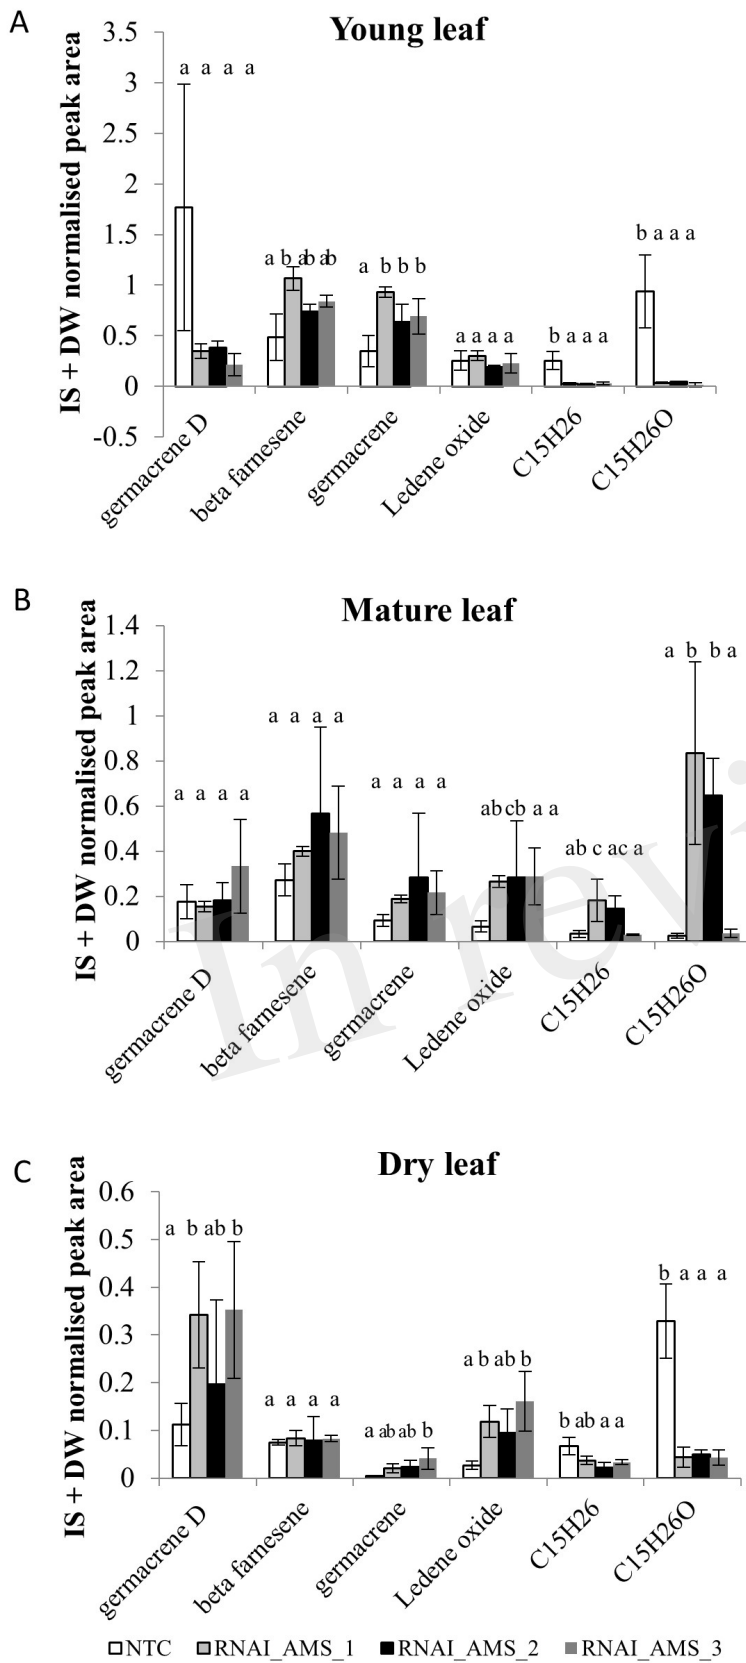 A
Young leaf
IS + DW normalised peak area
3.5
3
2.5
2
1.5
1
0.5
0
-0.5
a a a a
a b ab ab
a b b b
a a a a
b a a a
b a a a
germacrene D
beta farnesene
germacrene
Ledene oxide
C15H26
C15H26O
B
Mature leaf
IS + DW normalised peak area
1.4
1.2
1
0.8
0.6
0.4
0.2
0
a a a a
a a a a
a a a a
ab cb a a
ab c ac a
a b b a
germacrene D
beta farnesene
germacrene
Ledene oxide
C15H26
C15H26O
In revi
C
Dry leaf
IS + DW normalised peak area
0.6
0.5
0.4
0.3
0.2
0.1
0
a b ab b
a a a a
a ab ab b
a b ab b
b ab a a
b a a a
germacrene D
beta farnesene
germacrene
Ledene oxide
C15H26
C15H26O
NTC RNAI_AMS_1 RNAI_AMS_2 RNAI_AMS_3